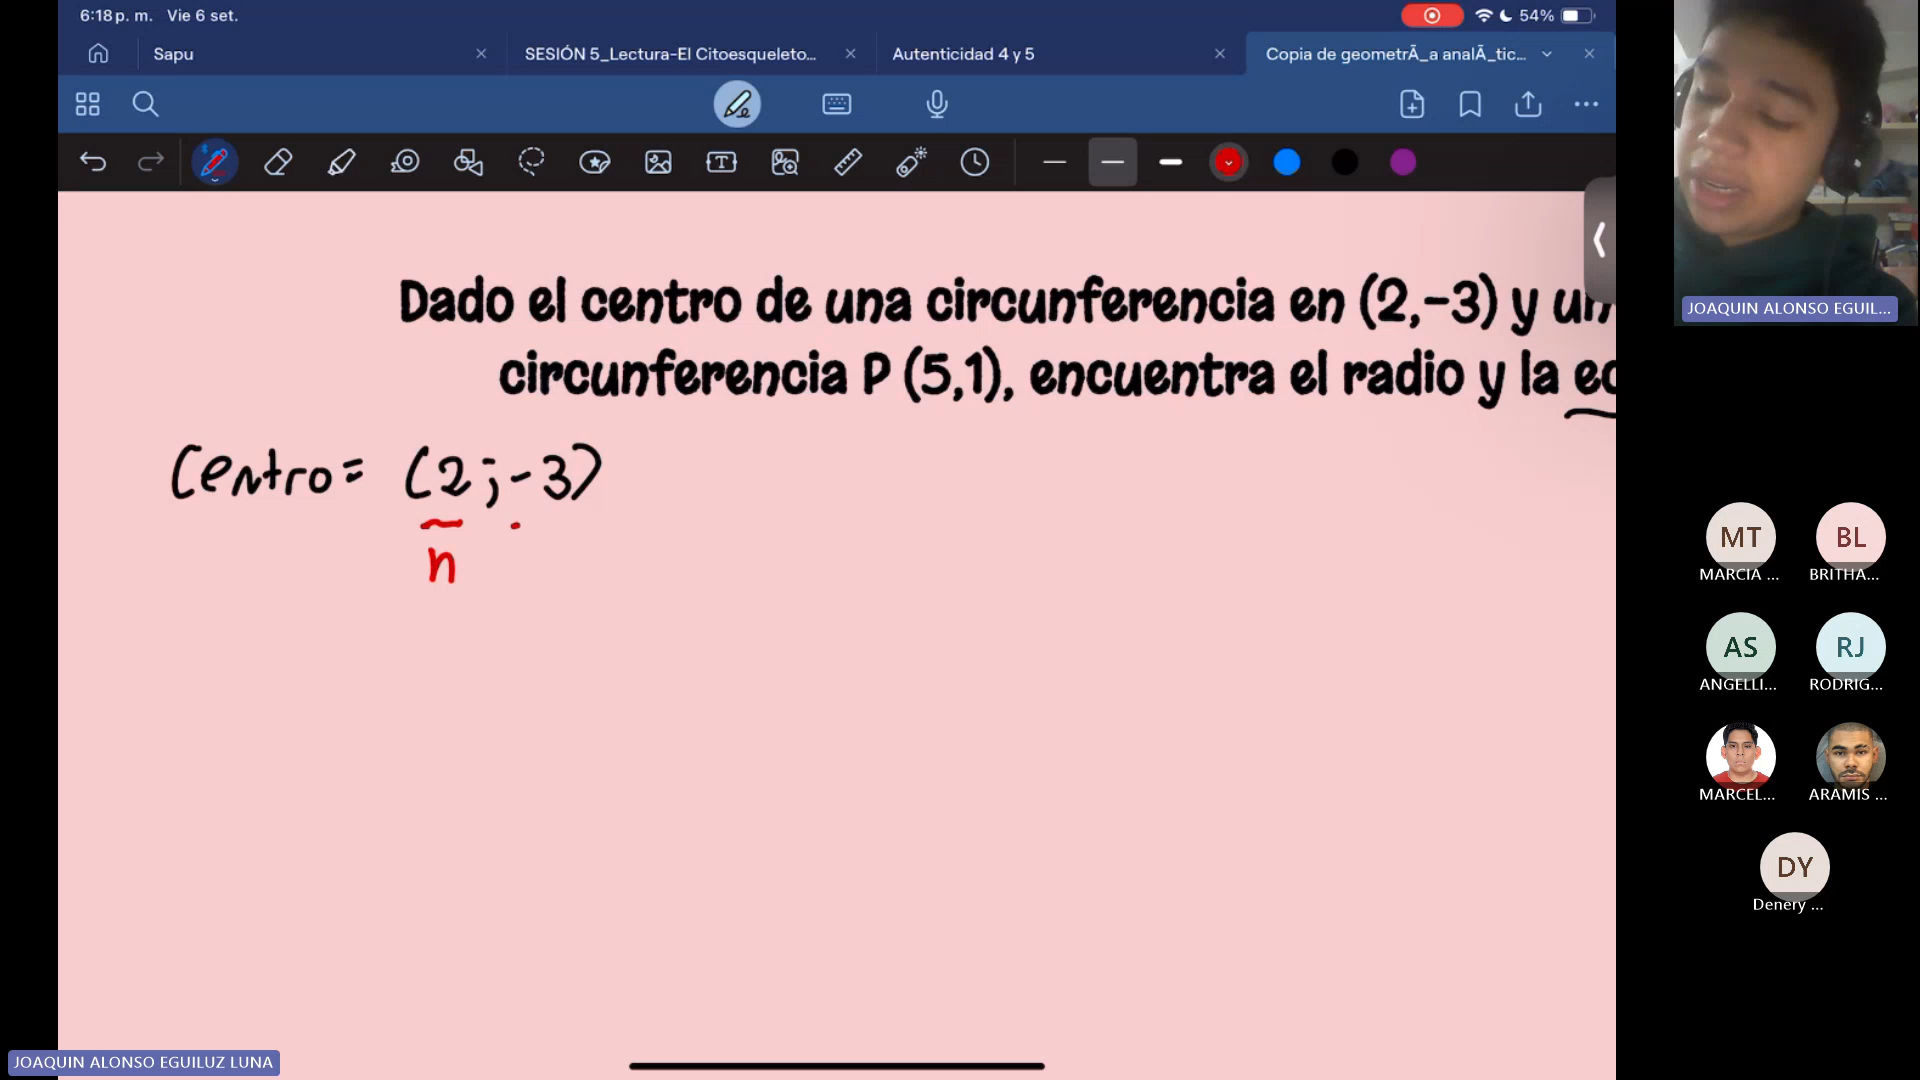 6:18 p. m. Vie 6 set.
54%
Sapu
SESIÓN 5_Lectura-El Citoesqueleto...
Autenticidad 4 y 5
Copia de geometrÃ_a analÃ_tic...
Dado el centro de una circunferencia en (2,-3) y un
circunferencia P (5,1), encuentra el radio y la ec
Centro = (2;-3)
n
JOAQUIN ALONSO EGUIL...
MT
MARCIA ...
BL
BRITHA...
AS
ANGELLI...
RJ
RODRIG...
MARCEL...
ARAMIS ...
DY
Denery ...
JOAQUIN ALONSO EGUILUZ LUNA